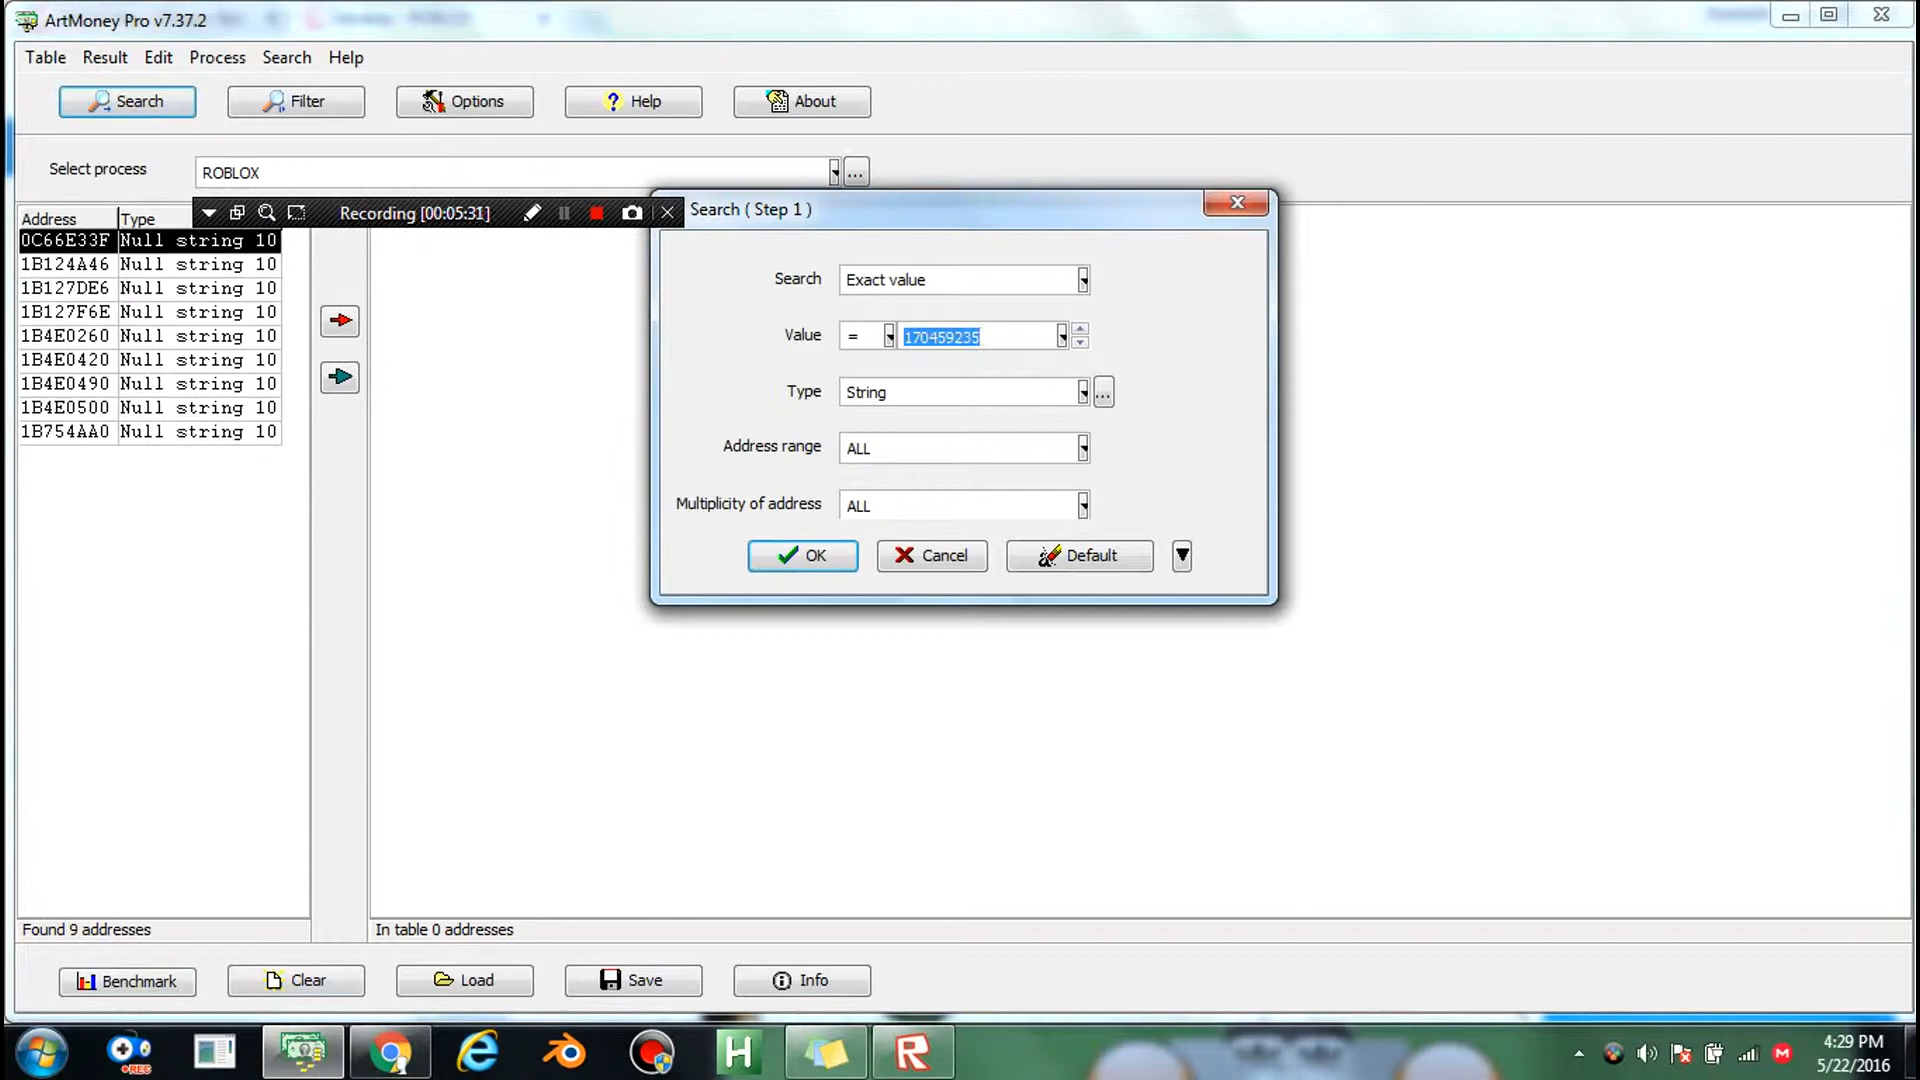 ArtMoney Pro v7.37.2
Table Result Edit Process Search Help
Search Filter Options ? Help About
Select process ROBLOX ...
Recording [00:05:31]
Search ( Step 1 )
Address Type
0C66E33F Null string 10
1B124A46 Null string 10
1B127DE6 Null string 10
1B127F6E Null string 10
1B4E0260 Null string 10
1B4E0420 Null string 10
1B4E0490 Null string 10
1B4E0500 Null string 10
1B754AA0 Null string 10
Search Exact value
Value = 170459235
Type String ...
Address range ALL
Multiplicity of address ALL
OK Cancel Default
Found 9 addresses
In table 0 addresses
Benchmark Clear Load Save Info
REC
H
4:29 PM
5/22/2016